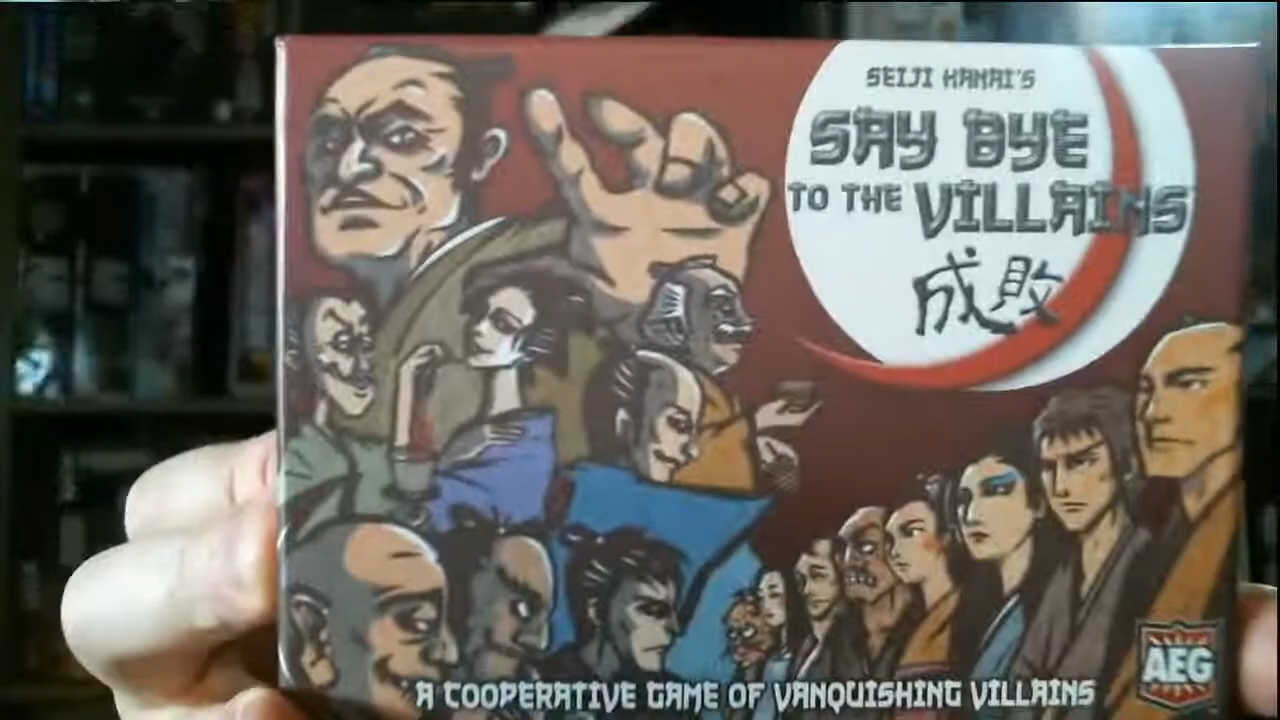 SEIJI KANAI'S
SAY BYE
TO THE VILLAINS
成敗
A COOPERATIVE GAME OF VANQUISHING VILLAINS
AEG